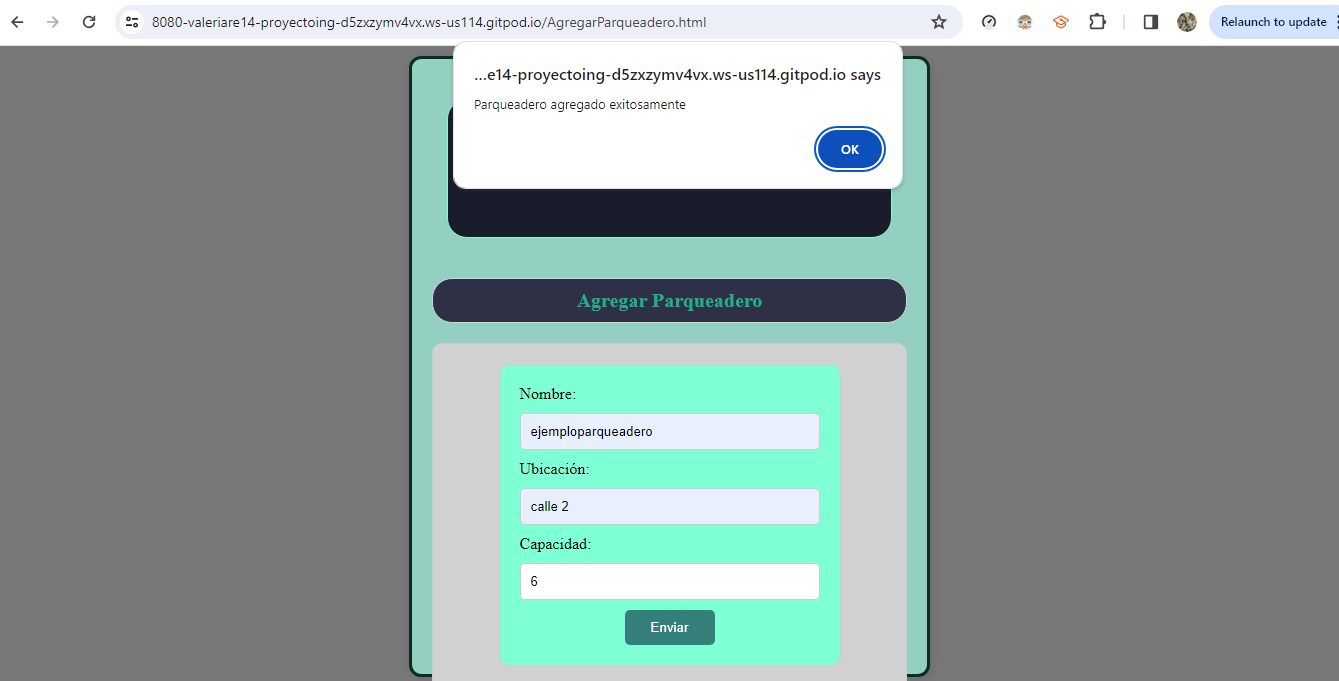 8080-valeriare14-proyectoing-d5zxzymv4vx.ws-us114.gitpod.io/AgregarParqueadero.html
Relaunch to update
...e14-proyectoing-d5zxzymv4vx.ws-us114.gitpod.io says
Parqueadero agregado exitosamente
OK
Agregar Parqueadero
Nombre:
ejemploparqueadero
Ubicación:
calle 2
Capacidad:
6
Enviar